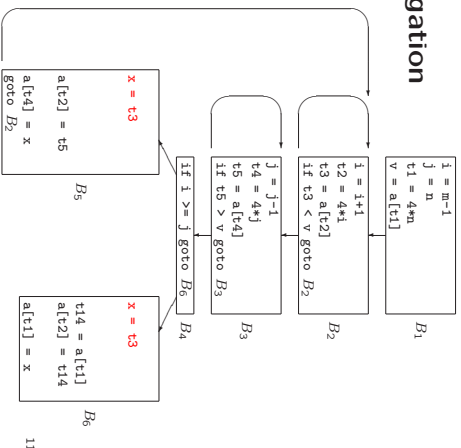 gation
i = m-1
j = n
t1 = 4*n
v = a[t1]
B1
i = i+1
t2 = 4*i
t3 = a[t2]
if t3 < v goto B2
B2
j = j-1
t4 = 4*j
t5 = a[t4]
if t5 > v goto B3
B3
if i >= j goto B6
B4
x = t3
a[t2] = t5
a[t4] = x
goto B2
B5
x = t3
t14 = a[t1]
a[t2] = t14
a[t1] = x
B6
11